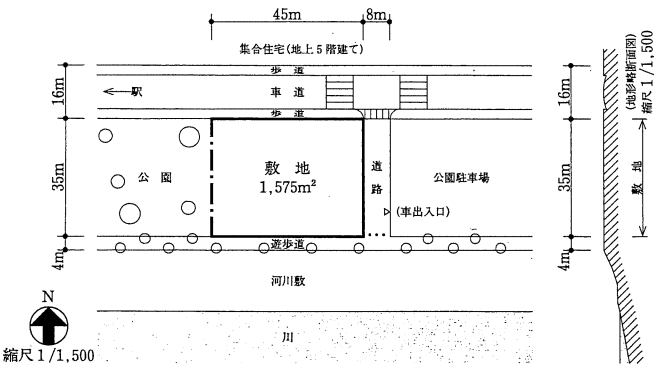 45m
8m
集合住宅(地上5階建て)
歩 道
16m
←駅
車 道
16m
歩 道
(地形略断面図)
縮尺1/1,500
35m
公 園
敷 地
1,575m²
道路
公園駐車場
(車出入口)
35m
敷 地
4m
遊歩道
4m
河川敷
N
川
縮尺1/1,500